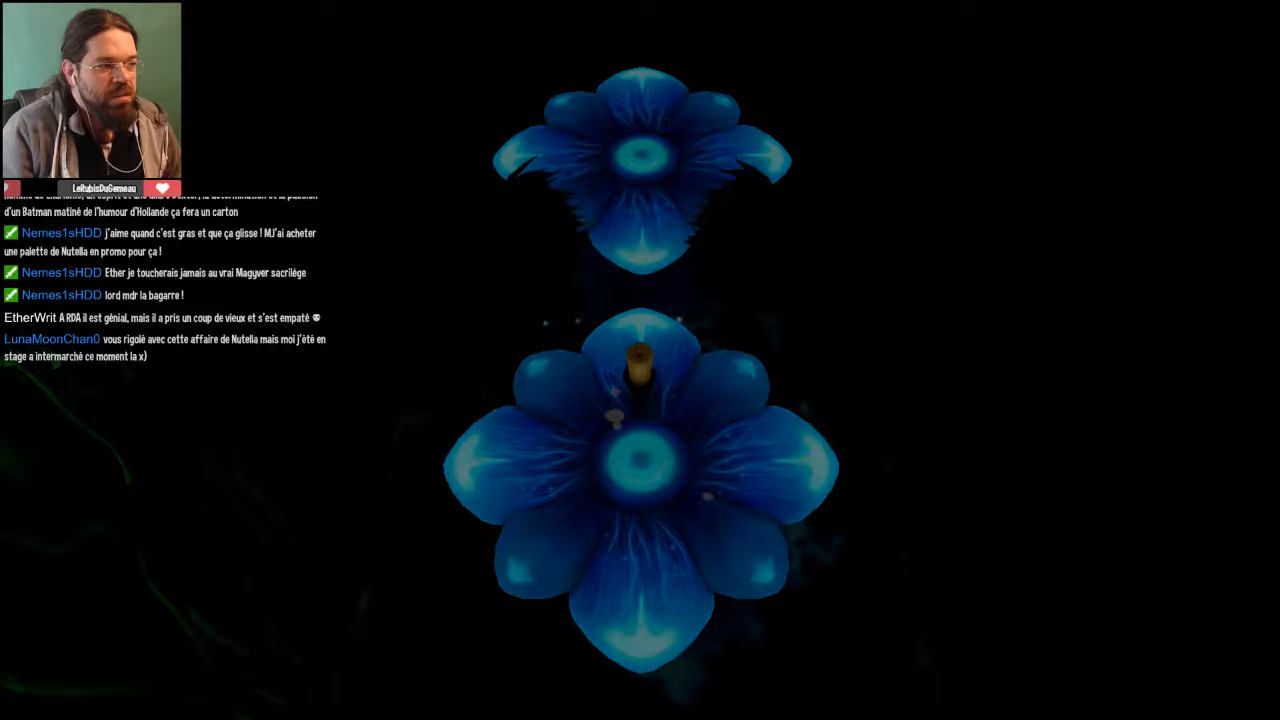 LeRubisDuGemeau
d'un Batman matiné de l'humour d'Hollande ça fera un carton
Nemes1sHDD j'aime quand c'est gras et que ça glisse ! MJ'ai acheter
une palette de Nutella en promo pour ça !
Nemes1sHDD Ether je toucherais jamais au vrai Magyver sacrilège
Nemes1sHDD lord mdr la bagarre !
EtherWrit A RDA il est génial, mais il a pris un coup de vieux et s'est empaté
LunaMoonChan0 vous rigolé avec cette affaire de Nutella mais moi j'été en
stage a intermarché ce moment la x)